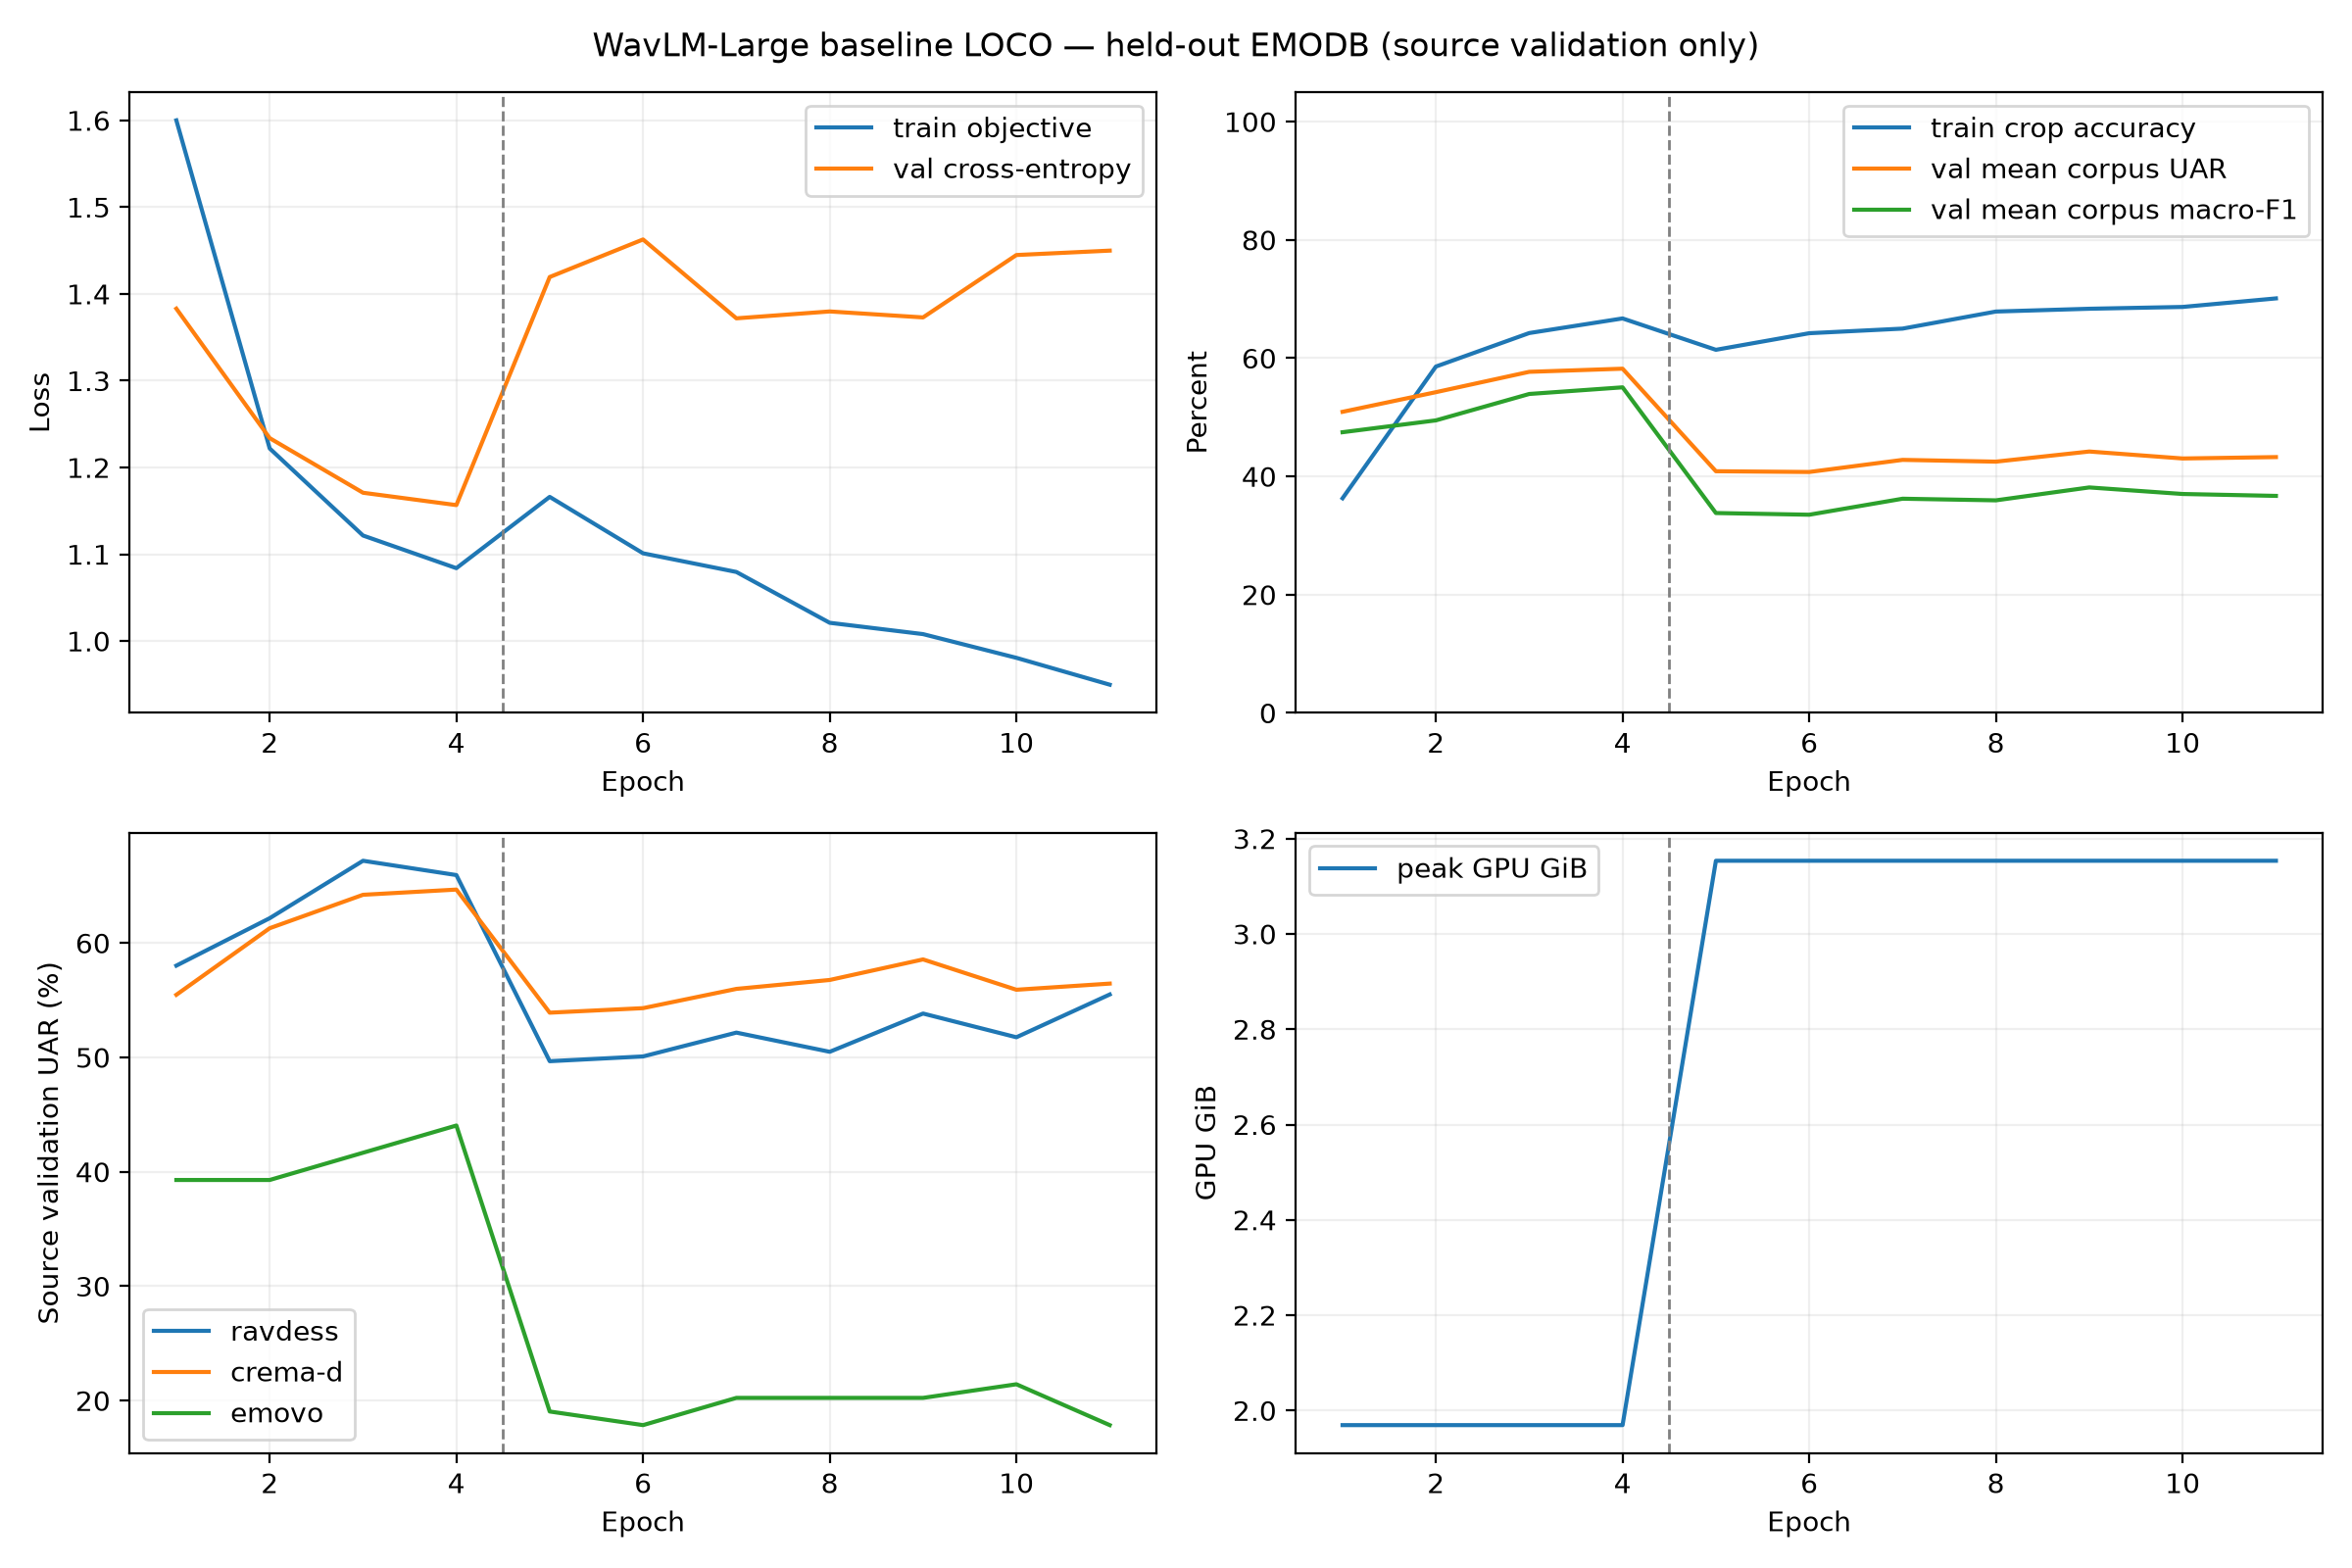 WavLM-Large baseline LOCO — held-out EMODB (source validation only)
1.6
1.5
1.4
1.3
1.2
1.1
1.0
Loss
train objective
val cross-entropy
2 4 6 8 10
Epoch
100
80
60
40
20
0
Percent
train crop accuracy
val mean corpus UAR
val mean corpus macro-F1
2 4 6 8 10
Epoch
60
50
40
30
20
Source validation UAR (%)
ravdess
crema-d
emovo
2 4 6 8 10
Epoch
3.2
3.0
2.8
2.6
2.4
2.2
2.0
GPU GiB
peak GPU GiB
2 4 6 8 10
Epoch